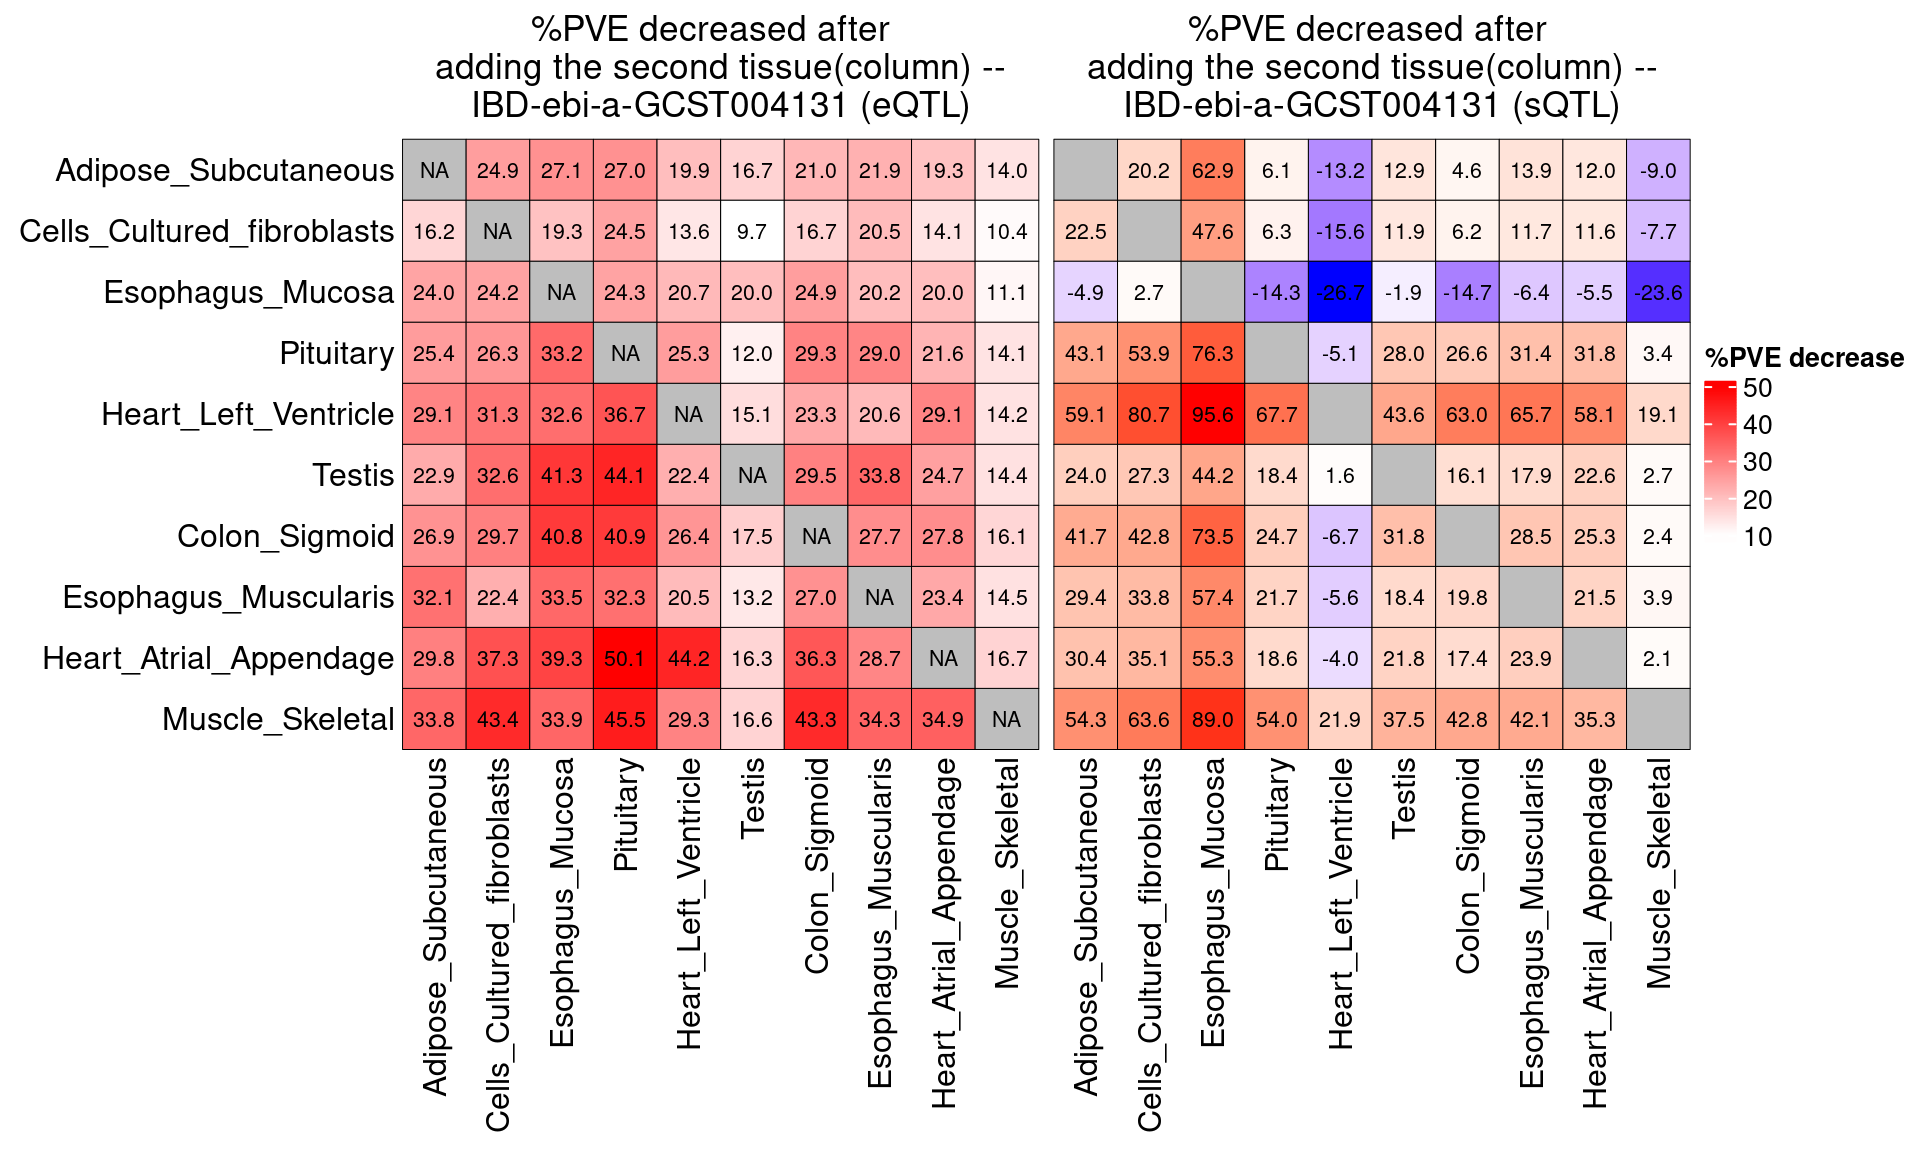 %PVE decreased after
adding the second tissue(column) --
IBD-ebi-a-GCST004131 (eQTL)
%PVE decreased after
adding the second tissue(column) --
IBD-ebi-a-GCST004131 (sQTL)
Adipose_Subcutaneous NA 24.9 27.1 27.0 19.9 16.7 21.0 21.9 19.3 14.0 20.2 62.9 6.1 -13.2 12.9 4.6 13.9 12.0 -9.0
Cells_Cultured_fibroblasts 16.2 NA 19.3 24.5 13.6 9.7 16.7 20.5 14.1 10.4 22.5 47.6 6.3 -15.6 11.9 6.2 11.7 11.6 -7.7
Esophagus_Mucosa 24.0 24.2 NA 24.3 20.7 20.0 24.9 20.2 20.0 11.1 -4.9 2.7 -14.3 -26.7 -1.9 -14.7 -6.4 -5.5 -23.6
Pituitary 25.4 26.3 33.2 NA 25.3 12.0 29.3 29.0 21.6 14.1 43.1 53.9 76.3 -5.1 28.0 26.6 31.4 31.8 3.4
Heart_Left_Ventricle 29.1 31.3 32.6 36.7 NA 15.1 23.3 20.6 29.1 14.2 59.1 80.7 95.6 67.7 43.6 63.0 65.7 58.1 19.1
Testis 22.9 32.6 41.3 44.1 22.4 NA 29.5 33.8 24.7 14.4 24.0 27.3 44.2 18.4 1.6 16.1 17.9 22.6 2.7
Colon_Sigmoid 26.9 29.7 40.8 40.9 26.4 17.5 NA 27.7 27.8 16.1 41.7 42.8 73.5 24.7 -6.7 31.8 28.5 25.3 2.4
Esophagus_Muscularis 32.1 22.4 33.5 32.3 20.5 13.2 27.0 NA 23.4 14.5 29.4 33.8 57.4 21.7 -5.6 18.4 19.8 21.5 3.9
Heart_Atrial_Appendage 29.8 37.3 39.3 50.1 44.2 16.3 36.3 28.7 NA 16.7 30.4 35.1 55.3 18.6 -4.0 21.8 17.4 23.9 2.1
Muscle_Skeletal 33.8 43.4 33.9 45.5 29.3 16.6 43.3 34.3 34.9 NA 54.3 63.6 89.0 54.0 21.9 37.5 42.8 42.1 35.3
Adipose_Subcutaneous
Cells_Cultured_fibroblasts
Esophagus_Mucosa
Pituitary
Heart_Left_Ventricle
Testis
Colon_Sigmoid
Esophagus_Muscularis
Heart_Atrial_Appendage
Muscle_Skeletal
Adipose_Subcutaneous
Cells_Cultured_fibroblasts
Esophagus_Mucosa
Pituitary
Heart_Left_Ventricle
Testis
Colon_Sigmoid
Esophagus_Muscularis
Heart_Atrial_Appendage
Muscle_Skeletal
%PVE decrease
50
40
30
20
10